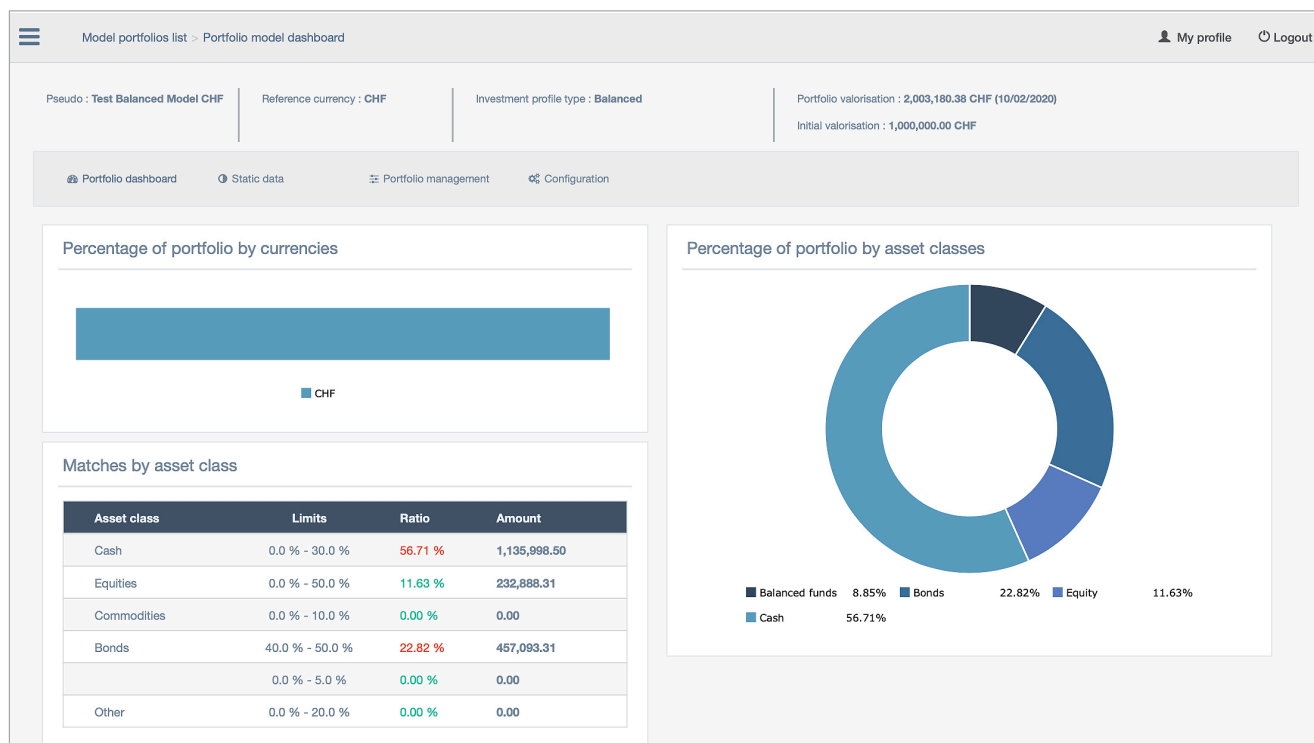 Model portfolios list > Portfolio model dashboard
My profile
Logout
Pseudo : Test Balanced Model CHF
Reference currency : CHF
Investment profile type : Balanced
Portfolio valorisation : 2,003,180.38 CHF (10/02/2020)
Initial valorisation : 1,000,000.00 CHF
Portfolio dashboard
Static data
Portfolio management
Configuration
Percentage of portfolio by currencies
CHF
Matches by asset class
Asset class Limits Ratio Amount
Cash 0.0 % - 30.0 % 56.71 % 1,135,998.50
Equities 0.0 % - 50.0 % 11.63 % 232,888.31
Commodities 0.0 % - 10.0 % 0.00 % 0.00
Bonds 40.0 % - 50.0 % 22.82 % 457,093.31
0.0 % - 5.0 % 0.00 % 0.00
Other 0.0 % - 20.0 % 0.00 % 0.00
Percentage of portfolio by asset classes
Balanced funds 8.85% Bonds 22.82% Equity 11.63%
Cash 56.71%